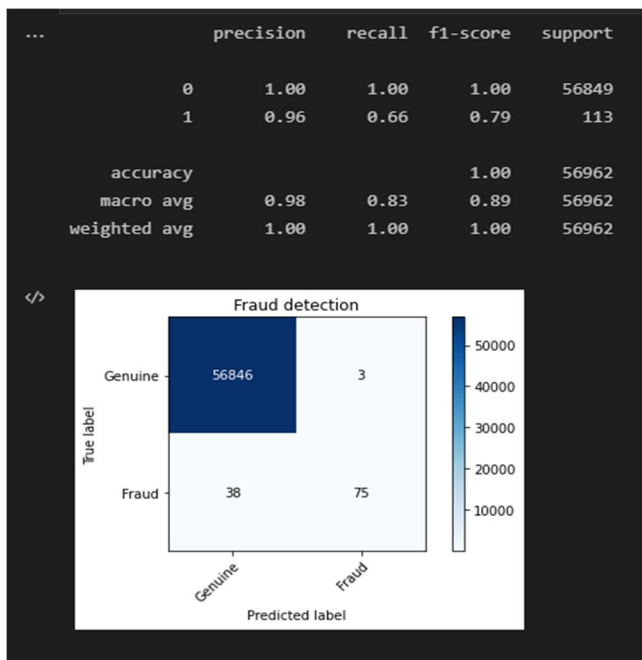 ...
precision recall f1-score support
0 1.00 1.00 1.00 56849
1 0.96 0.66 0.79 113
accuracy 1.00 56962
macro avg 0.98 0.83 0.89 56962
weighted avg 1.00 1.00 1.00 56962
</>
Fraud detection
50000
Genuine 56846 3
40000
True label
30000
20000
Fraud 38 75
10000
Genuine Fraud
Predicted label